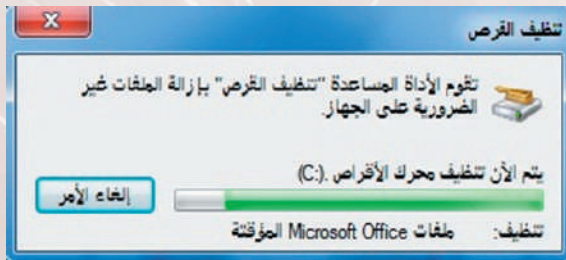 تنظيف القرص
تقوم الأداة المساعدة "تنظيف القرص" بإزالة الملفات غير
الضرورية على الجهاز.
يتم الآن تنظيف محرك الأقراص .(C:)
إلغاء الأمر
تنظيف: ملفات Microsoft Office المؤقتة